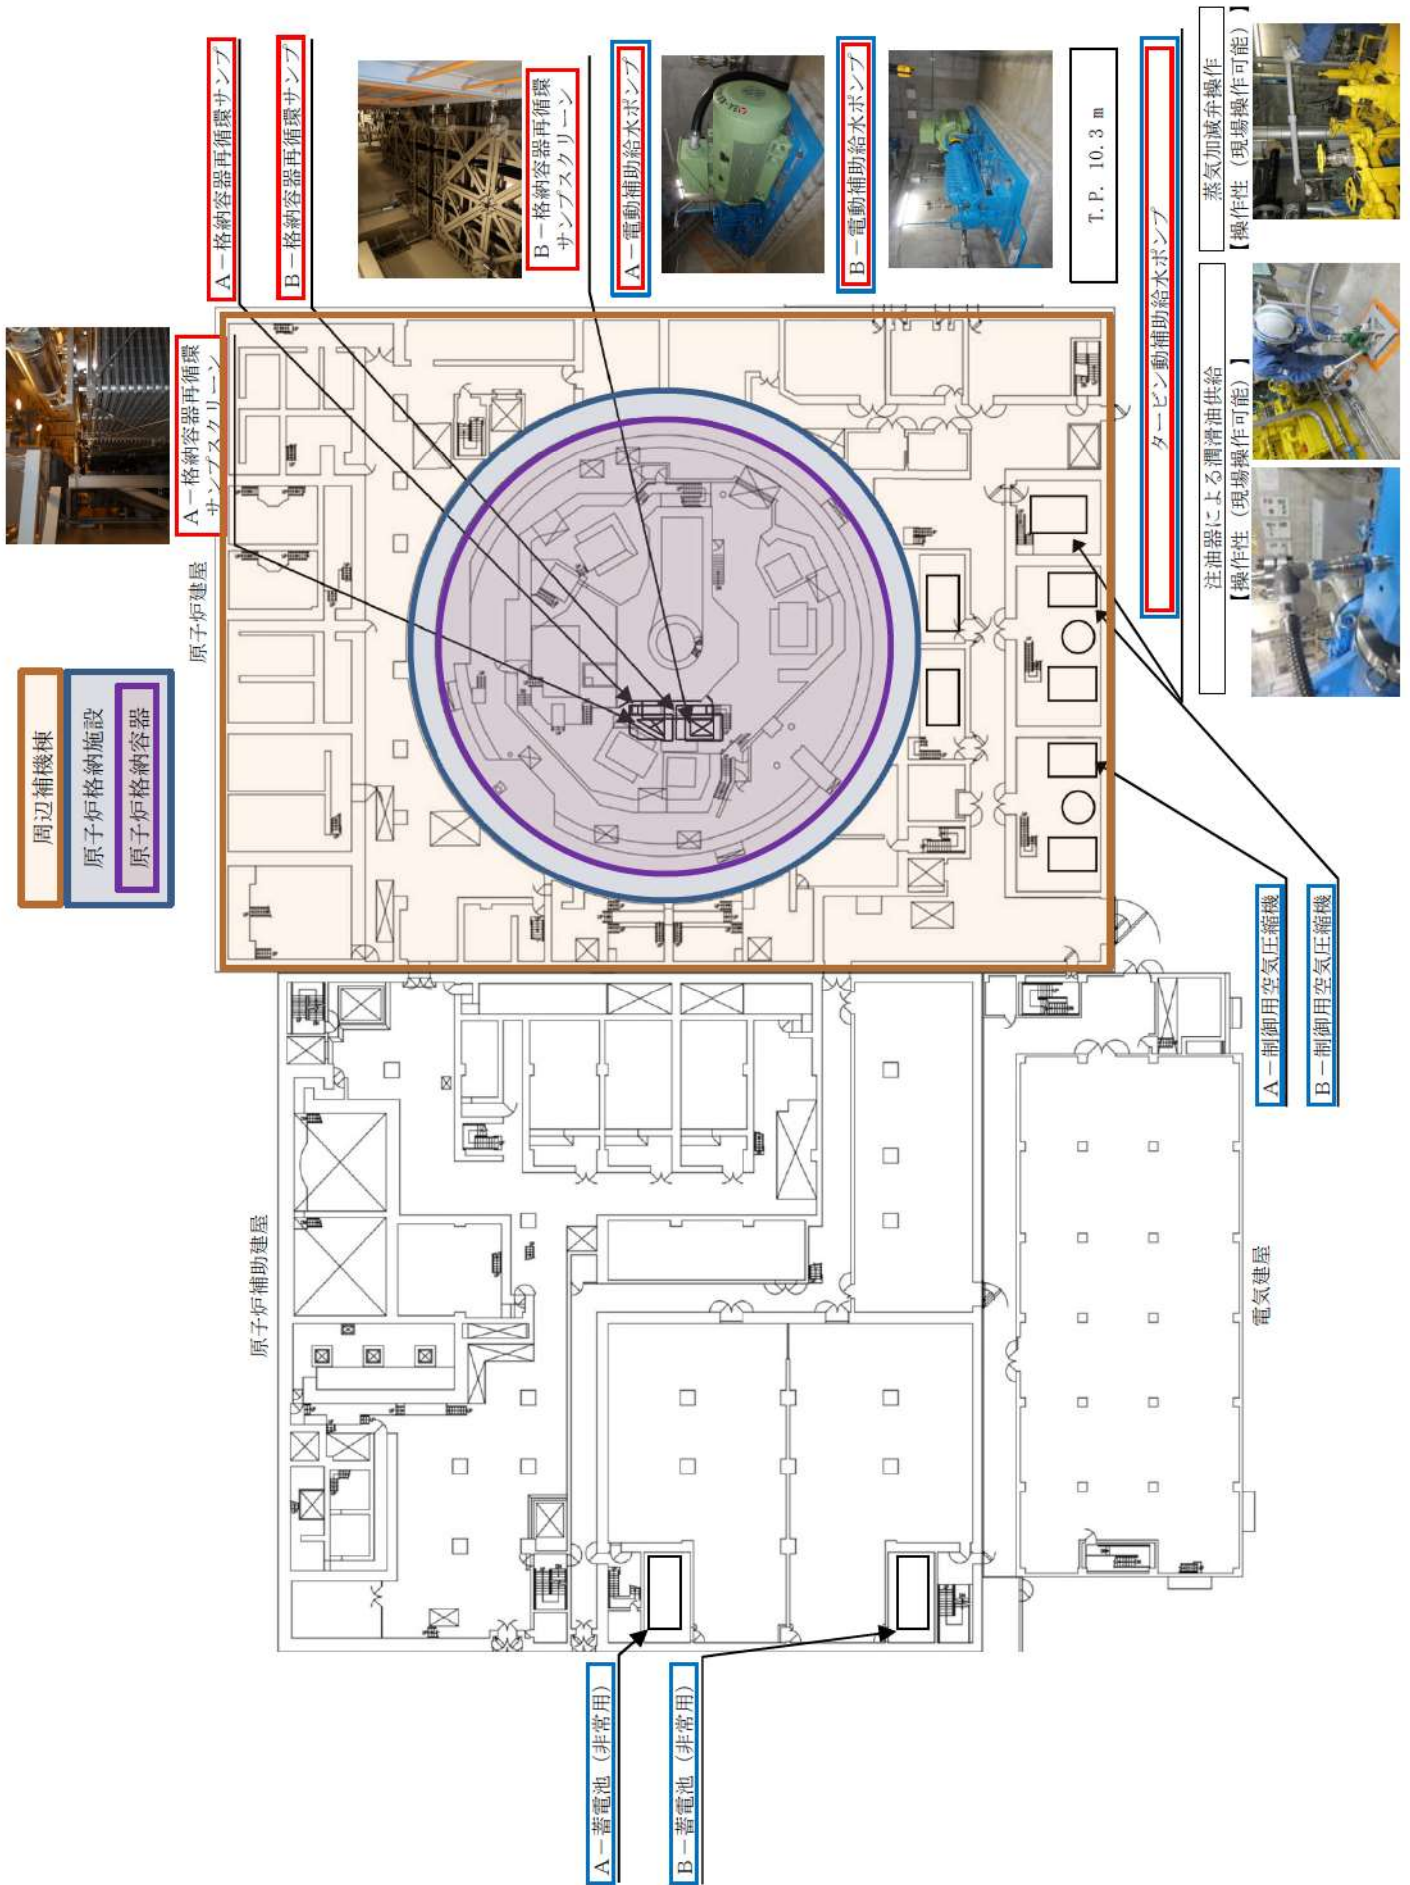 周辺補機棟
原子炉格納施設
原子炉格納容器
原子炉建屋
A－格納容器再循環
サンプスクリーン
A－格納容器再循環サンプ
B－格納容器再循環サンプ
B－格納容器再循環
サンプスクリーン
A－電動補助給水ポンプ
B－電動補助給水ポンプ
T.P. 10.3 m
タービン動補助給水ポンプ
蒸気加減弁操作
【操作性（現場操作可能）】
注油器による潤滑油供給
【操作性（現場操作可能）】
A－制御用空気圧縮機
B－制御用空気圧縮機
原子炉補助建屋
電気建屋
A－蓄電池（非常用）
B－蓄電池（非常用）